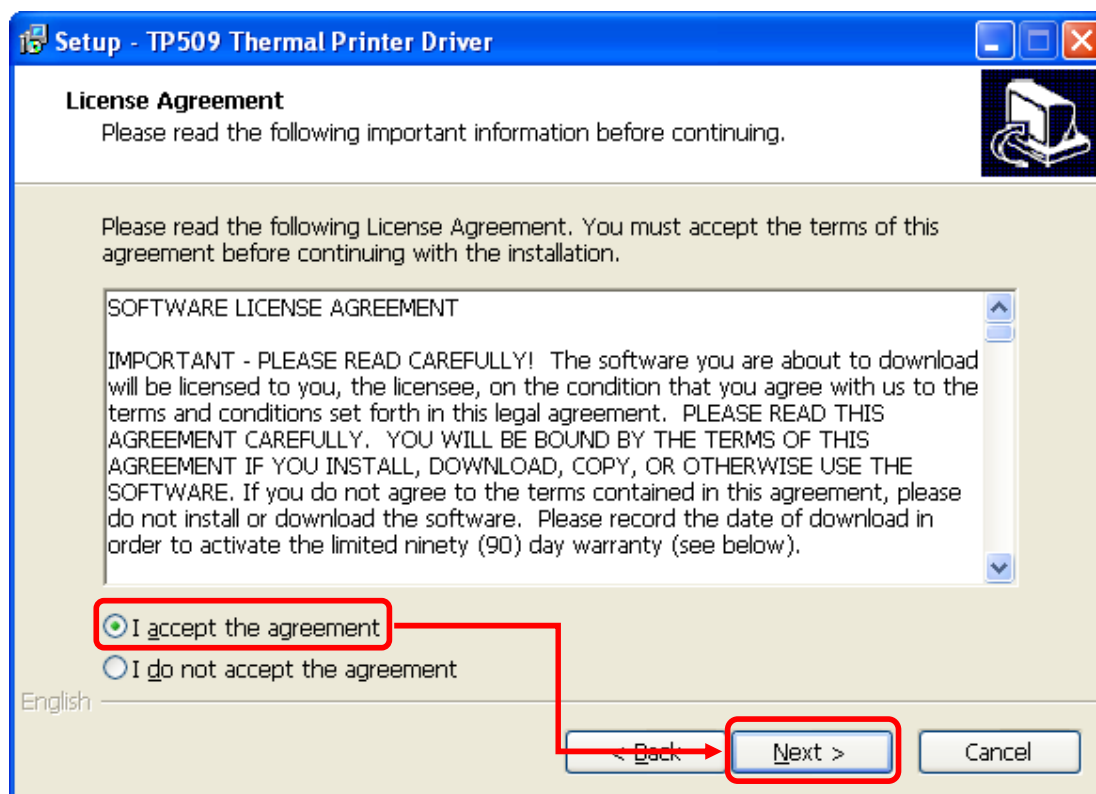 Setup - TP509 Thermal Printer Driver
License Agreement
Please read the following important information before continuing.
Please read the following License Agreement. You must accept the terms of this
agreement before continuing with the installation.
SOFTWARE LICENSE AGREEMENT
IMPORTANT - PLEASE READ CAREFULLY!  The software you are about to download
will be licensed to you, the licensee, on the condition that you agree with us to the
terms and conditions set forth in this legal agreement.  PLEASE READ THIS
AGREEMENT CAREFULLY.  YOU WILL BE BOUND BY THE TERMS OF THIS
AGREEMENT IF YOU INSTALL, DOWNLOAD, COPY, OR OTHERWISE USE THE
SOFTWARE. If you do not agree to the terms contained in this agreement, please
do not install or download the software.  Please record the date of download in
order to activate the limited ninety (90) day warranty (see below).
I accept the agreement
I do not accept the agreement
English
< Back
Next >
Cancel